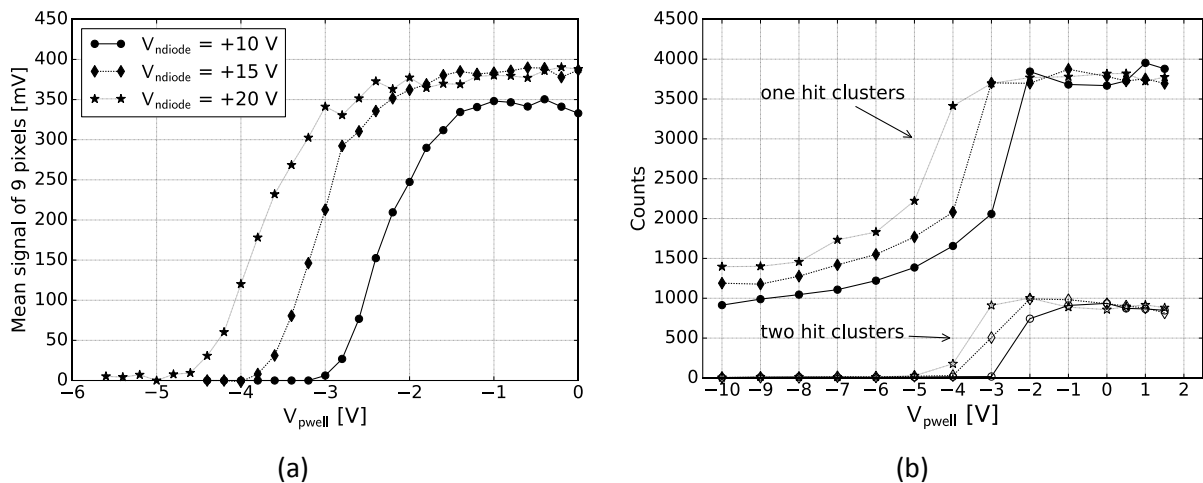 450
400
350
300
250
200
150
100
50
0
Mean signal of 9 pixels [mV]
V_ndiode = +10 V
V_ndiode = +15 V
V_ndiode = +20 V
−6 −5 −4 −3 −2 −1 0
V_pwell [V]
(a)
4500
4000
3500
3000
2500
2000
1500
1000
500
0
Counts
one hit clusters
two hit clusters
−10 −9 −8 −7 −6 −5 −4 −3 −2 −1 0 1 2
V_pwell [V]
(b)